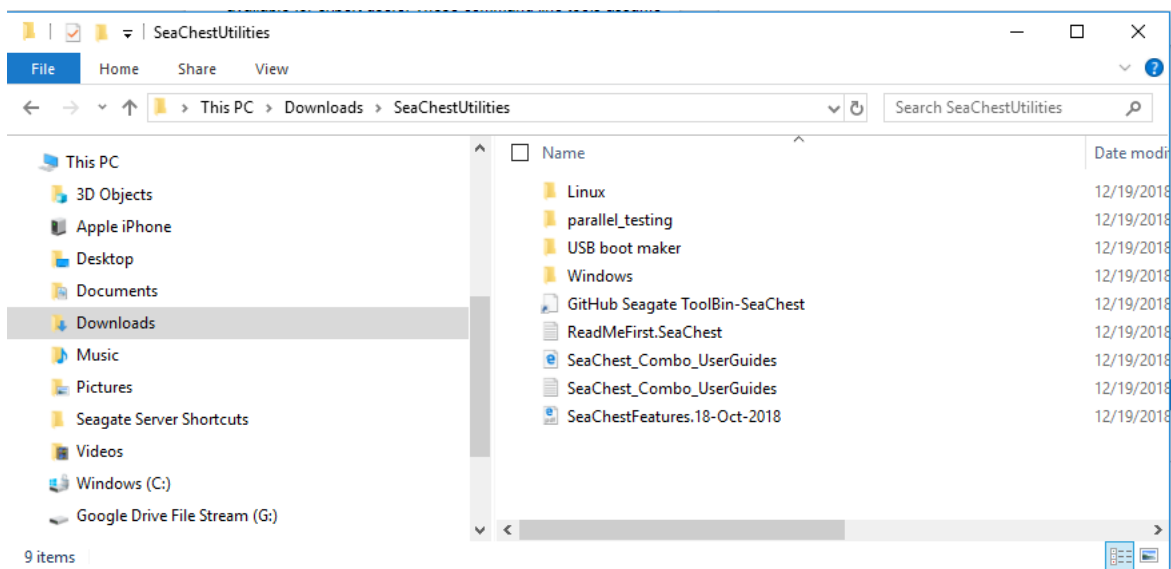 SeaChestUtilities
File Home Share View
This PC > Downloads > SeaChestUtilities
Search SeaChestUtilities
This PC
3D Objects
Apple iPhone
Desktop
Documents
Downloads
Music
Pictures
Seagate Server Shortcuts
Videos
Windows (C:)
Google Drive File Stream (G:)
Name Date modi
Linux 12/19/2018
parallel_testing 12/19/2018
USB boot maker 12/19/2018
Windows 12/19/2018
GitHub Seagate ToolBin-SeaChest 12/19/2018
ReadMeFirst.SeaChest 12/19/2018
SeaChest_Combo_UserGuides 12/19/2018
SeaChest_Combo_UserGuides 12/19/2018
SeaChestFeatures.18-Oct-2018 12/19/2018
9 items